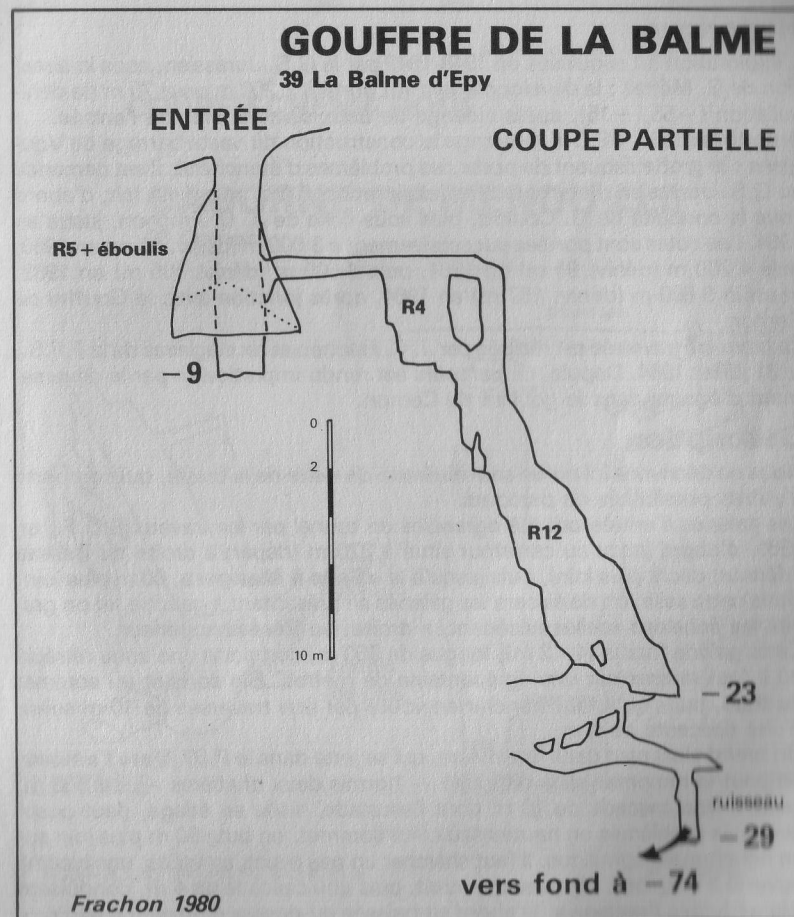 GOUFFRE DE LA BALME
39 La Balme d'Epy
ENTRÉE
COUPE PARTIELLE
R5 + éboulis
R4
–9
0
2
R12
10 m
–23
ruisseau
–29
vers fond à –74
Frachon 1980